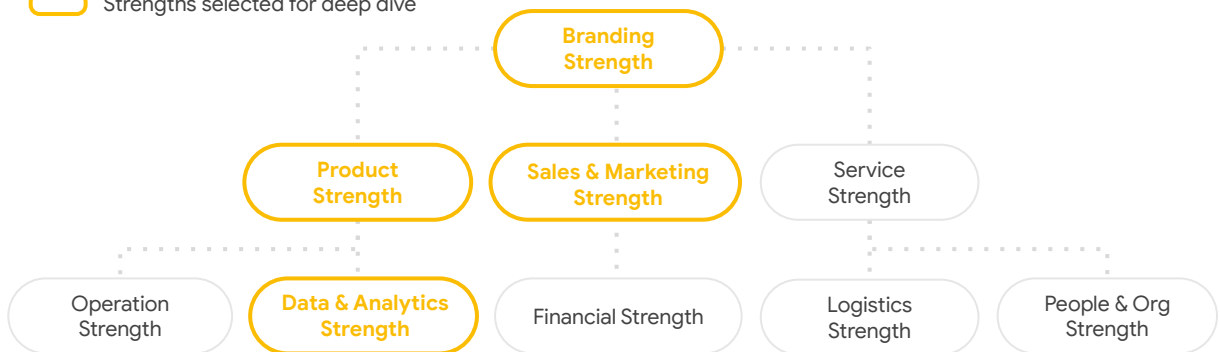 Strengths selected for deep dive
Branding
Strength
Product
Strength
Sales & Marketing
Strength
Service
Strength
Operation
Strength
Data & Analytics
Strength
Financial Strength
Logistics
Strength
People & Org
Strength